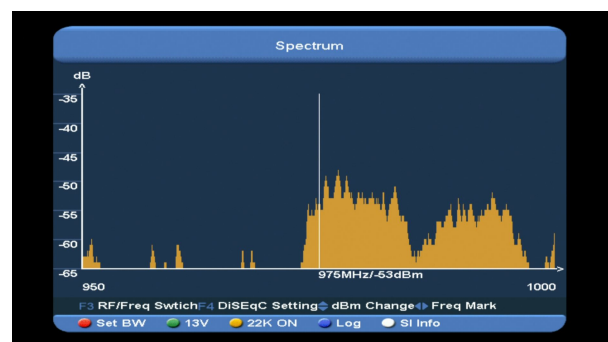 Spectrum
dB
-35
-40
-45
-50
-55
-60
-65
975MHz/-53dBm
950
1000
F3 RF/Freq Swtich F4 DiSEqC Setting dBm Change Freq Mark
Set BW 13V 22K ON Log SI Info